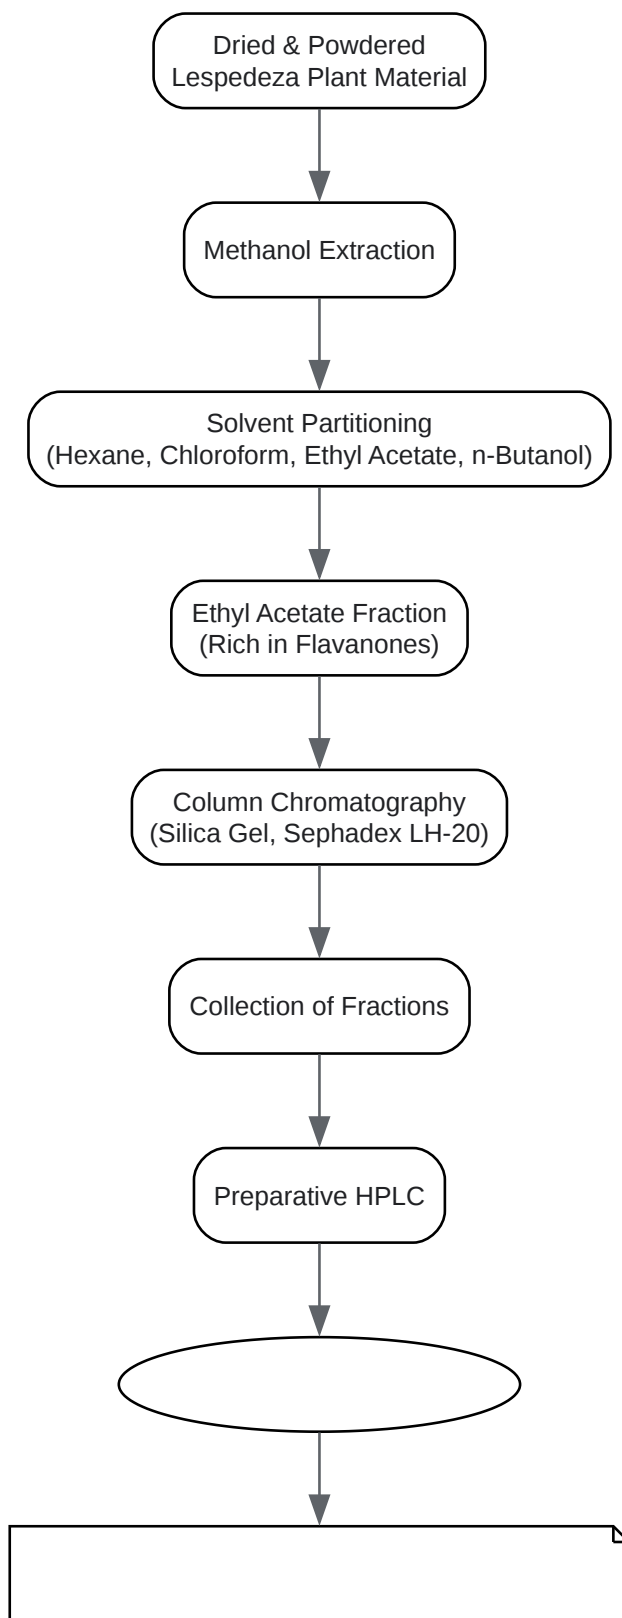 Dried & Powdered
Lespedeza Plant Material
Methanol Extraction
Solvent Partitioning
(Hexane, Chloroform, Ethyl Acetate, n-Butanol)
Ethyl Acetate Fraction
(Rich in Flavanones)
Column Chromatography
(Silica Gel, Sephadex LH-20)
Collection of Fractions
Preparative HPLC